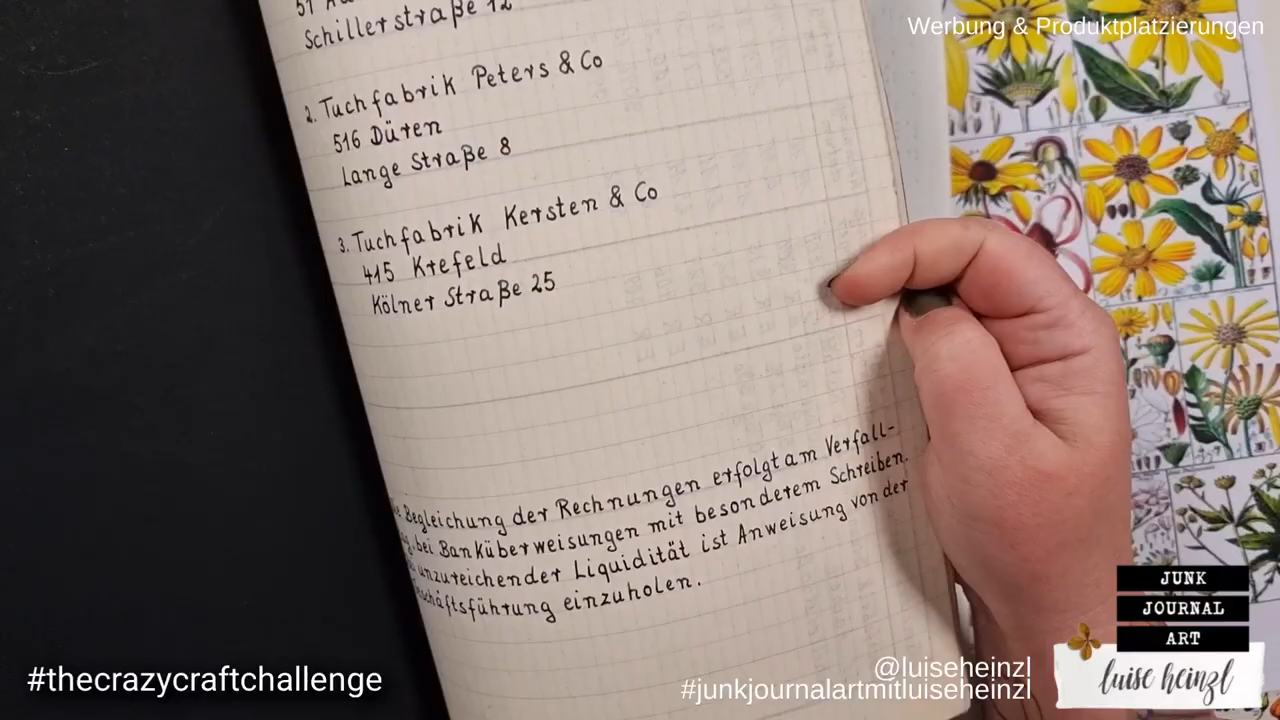 Werbung & Produktplatzierungen
51
Schillerstraße 12
2. Tuchfabrik Peters & Co
516 Düren
Lange Straße 8
3. Tuchfabrik Kersten & Co
415 Krefeld
Kölner Straße 25
Begleichung der Rechnungen erfolgt am Verfall-
bei Banküberweisungen mit besonderem Schreiben.
unzureichender Liquidität ist Anweisung von der
schäftsführung einzuholen.
JUNK
JOURNAL
ART
luise heinzl
#thecrazycraftchallenge
@luiseheinzl
#junkjournalartmitluiseheinzl